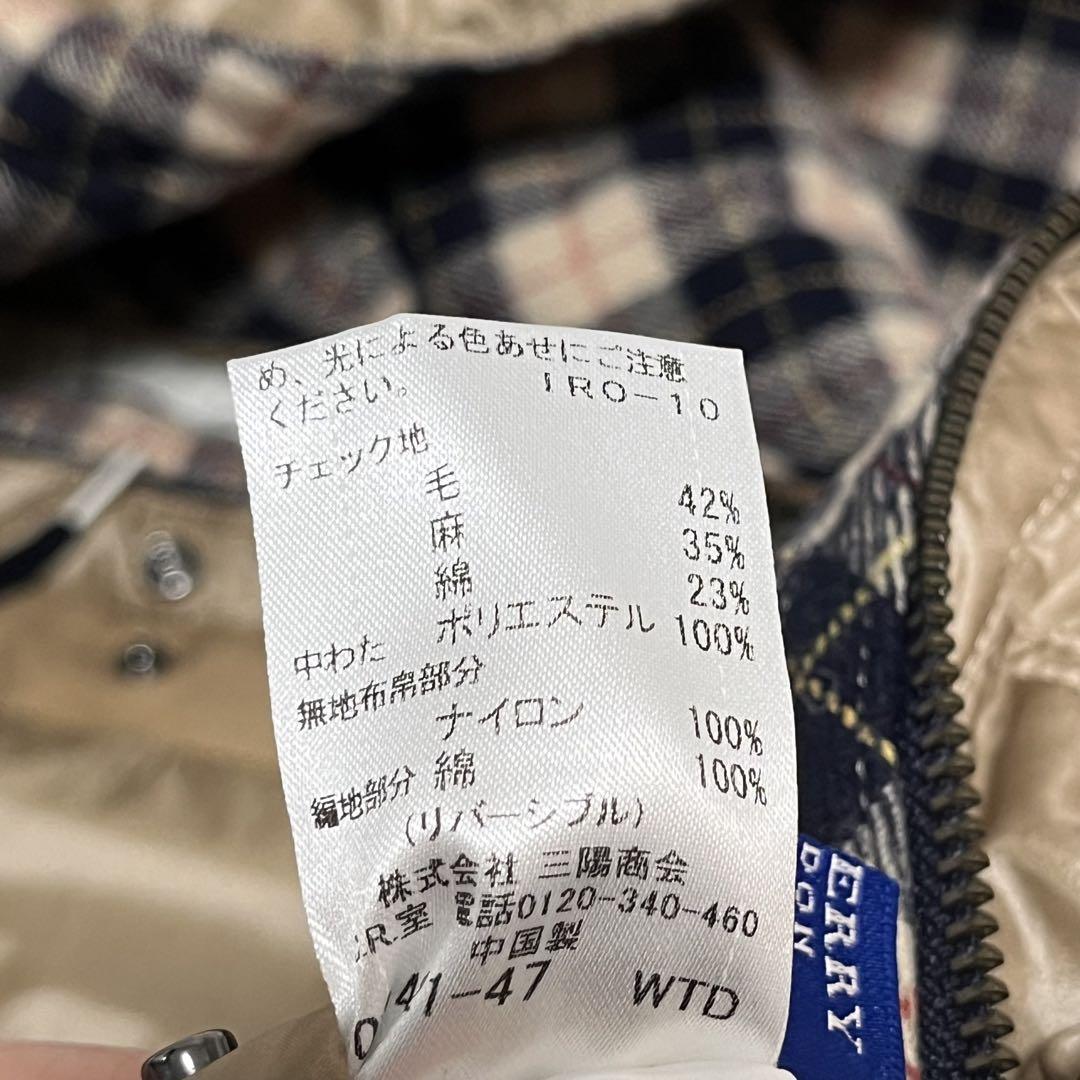 め、光による色あせにご注意
ください。 IRO-10
チェック地
毛 42%
麻 35%
綿 23%
中わた ポリエステル 100%
無地布帛部分
ナイロン 100%
編地部分 綿 100%
(リバーシブル)
株式会社 三陽商会
.R.室 電話0120-340-460
中国製
0/41-47 WTD
ERRY
DON